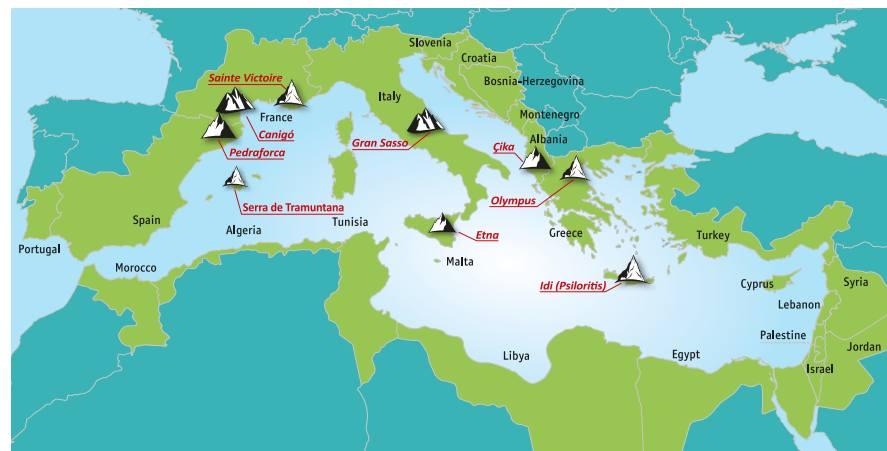 Slovenia
Croatia
Sainte Victoire
Bosnia-Herzegovina
Italy
France
Montenegro
Canigó
Gran Sasso
Albania
Çika
Pedraforca
Olympus
Serra de Tramuntana
Spain
Tunisia
Algeria
Etna
Greece
Turkey
Portugal
Malta
Morocco
Idi (Psiloritis)
Cyprus
Syria
Lebanon
Palestine
Jordan
Libya
Egypt
Israel